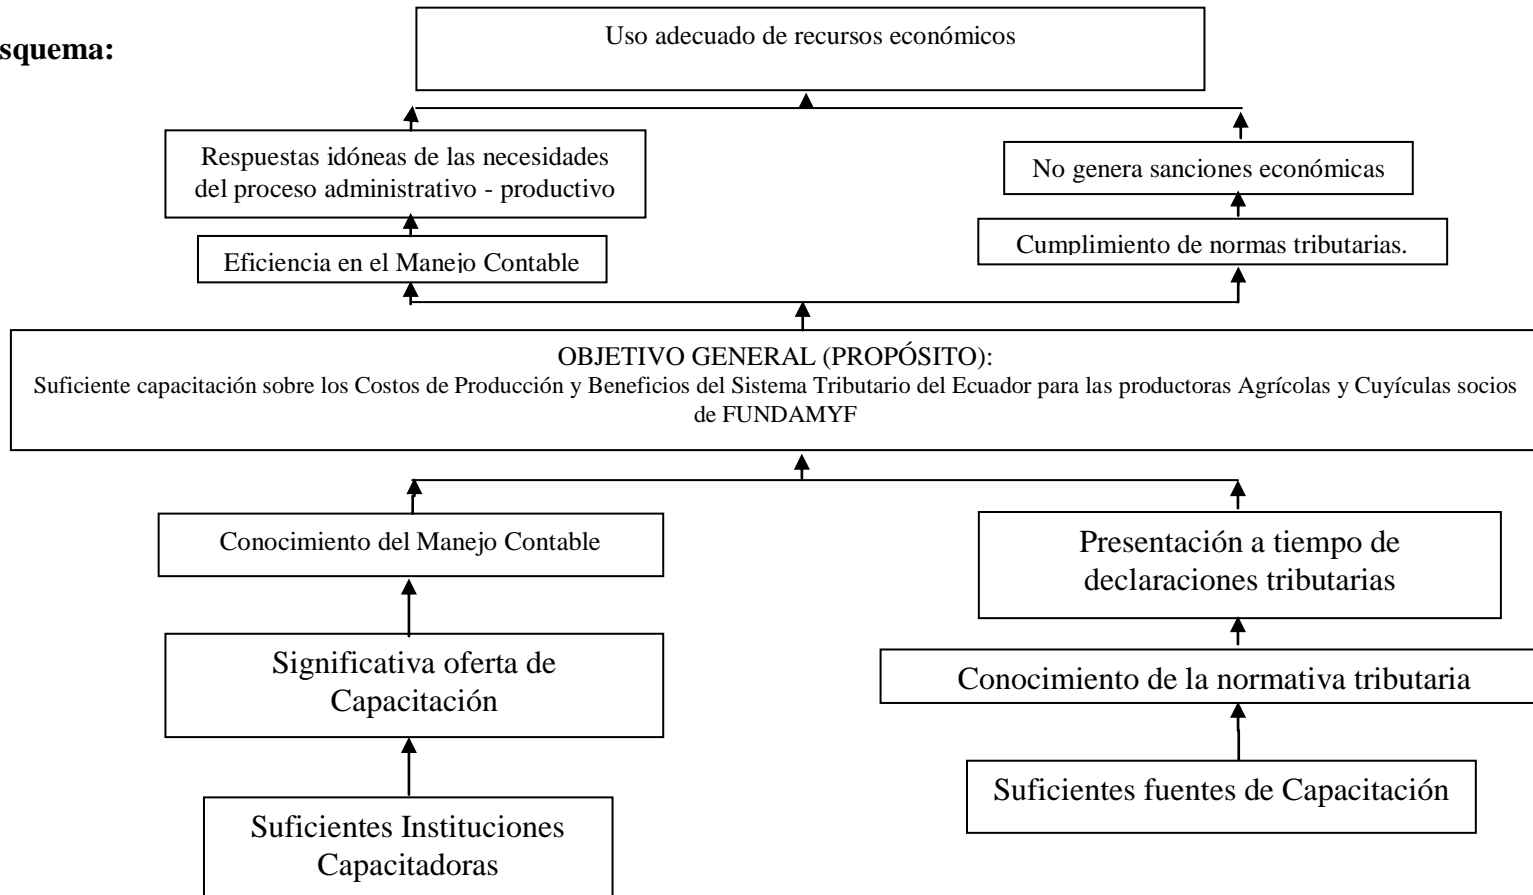 squema:
Uso adecuado de recursos económicos
Respuestas idóneas de las necesidades
del proceso administrativo - productivo
No genera sanciones económicas
Eficiencia en el Manejo Contable
Cumplimiento de normas tributarias.
OBJETIVO GENERAL (PROPÓSITO):
Suficiente capacitación sobre los Costos de Producción y Beneficios del Sistema Tributario del Ecuador para las productoras Agrícolas y Cuyículas socios
de FUNDAMYF
Conocimiento del Manejo Contable
Presentación a tiempo de
declaraciones tributarias
Significativa oferta de
Capacitación
Conocimiento de la normativa tributaria
Suficientes fuentes de Capacitación
Suficientes Instituciones
Capacitadoras